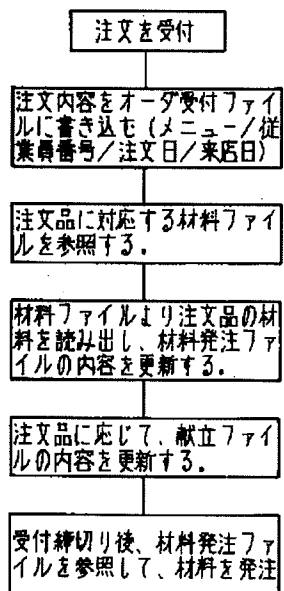 注文を受付
注文内容をオーダ受付ファイ
ルに書き込む（メニュー／従
業員番号／注文日／来店日）
注文品に対応する材料ファイ
ルを参照する．
材料ファイルより注文品の材
料を読み出し、材料発注ファ
イルの内容を更新する．
注文品に応じて、献立ファイ
ルの内容を更新する．
受付締切り後、材料発注ファ
イルを参照して、材料を発注